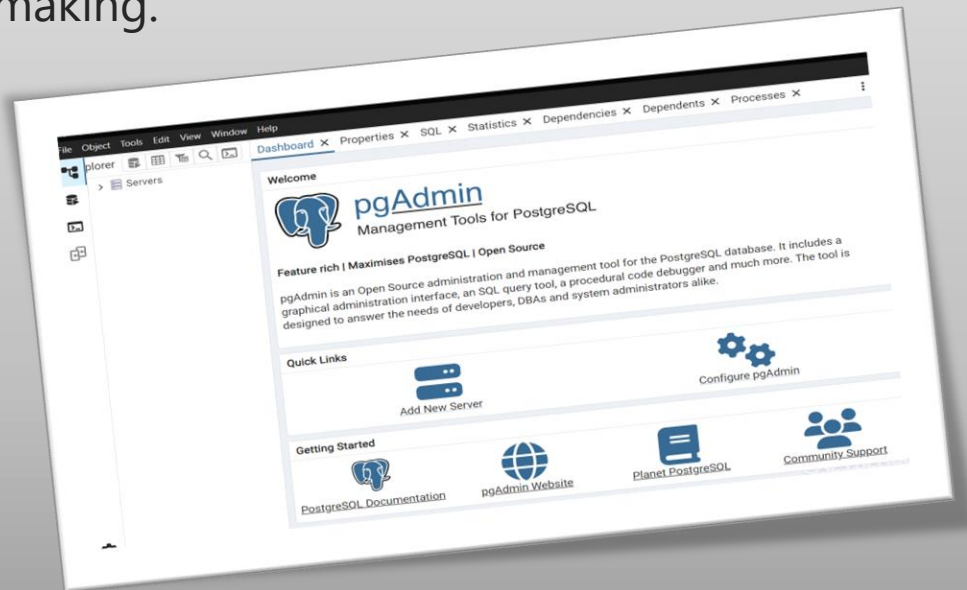 making.
File Object Tools Edit View Window Help
plorer
Dashboard × Properties × SQL × Statistics × Dependencies × Dependents × Processes ×
Servers
Welcome
pgAdmin
Management Tools for PostgreSQL
Feature rich | Maximises PostgreSQL | Open Source
pgAdmin is an Open Source administration and management tool for the PostgreSQL database. It includes a
graphical administration interface, an SQL query tool, a procedural code debugger and much more. The tool is
designed to answer the needs of developers, DBAs and system administrators alike.
Quick Links
Add New Server
Configure pgAdmin
Getting Started
PostgreSQL Documentation
pgAdmin Website
Planet PostgreSQL
Community Support